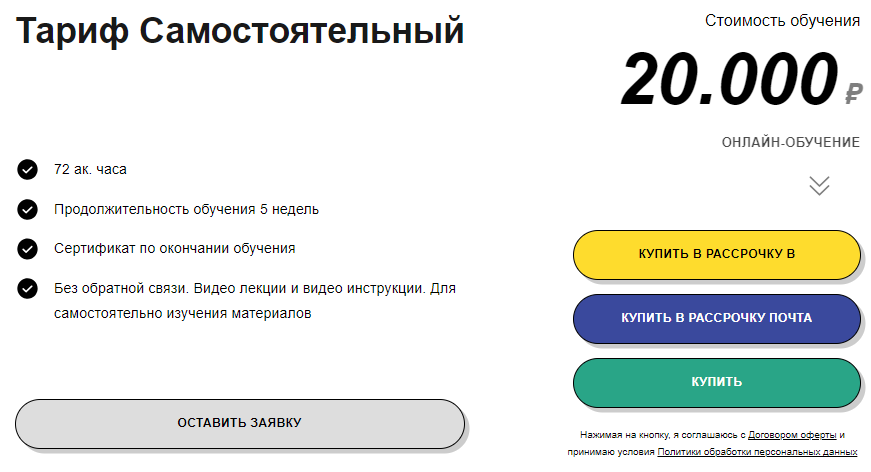 Тариф Самостоятельный
72 ак. часа
Продолжительность обучения 5 недель
Сертификат по окончании обучения
Без обратной связи. Видео лекции и видео инструкции. Для
самостоятельно изучения материалов
ОСТАВИТЬ ЗАЯВКУ
Стоимость обучения
20.000 ₽
ОНЛАЙН-ОБУЧЕНИЕ
КУПИТЬ В РАССРОЧКУ В
КУПИТЬ В РАССРОЧКУ ПОЧТА
КУПИТЬ
Нажимая на кнопку, я соглашаюсь с Договором оферты и
принимаю условия Политики обработки персональных данных